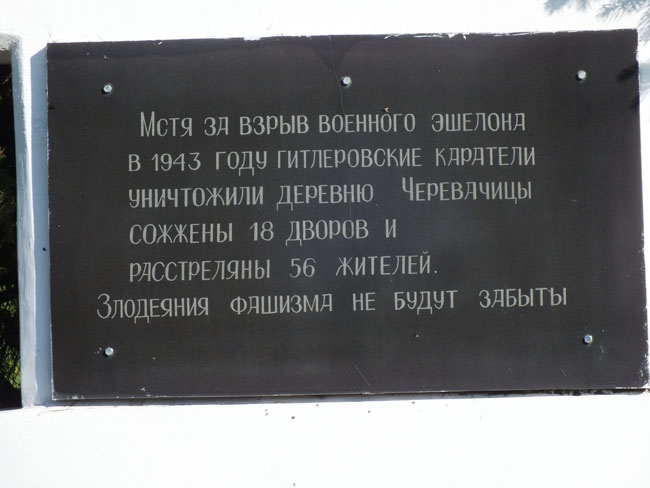 Мстя за взрыв военного эшелона
в 1943 году гитлеровские каратели
уничтожили деревню Черевачицы
сожжены 18 дворов и
расстреляны 56 жителей.
Злодеяния фашизма не будут забыты